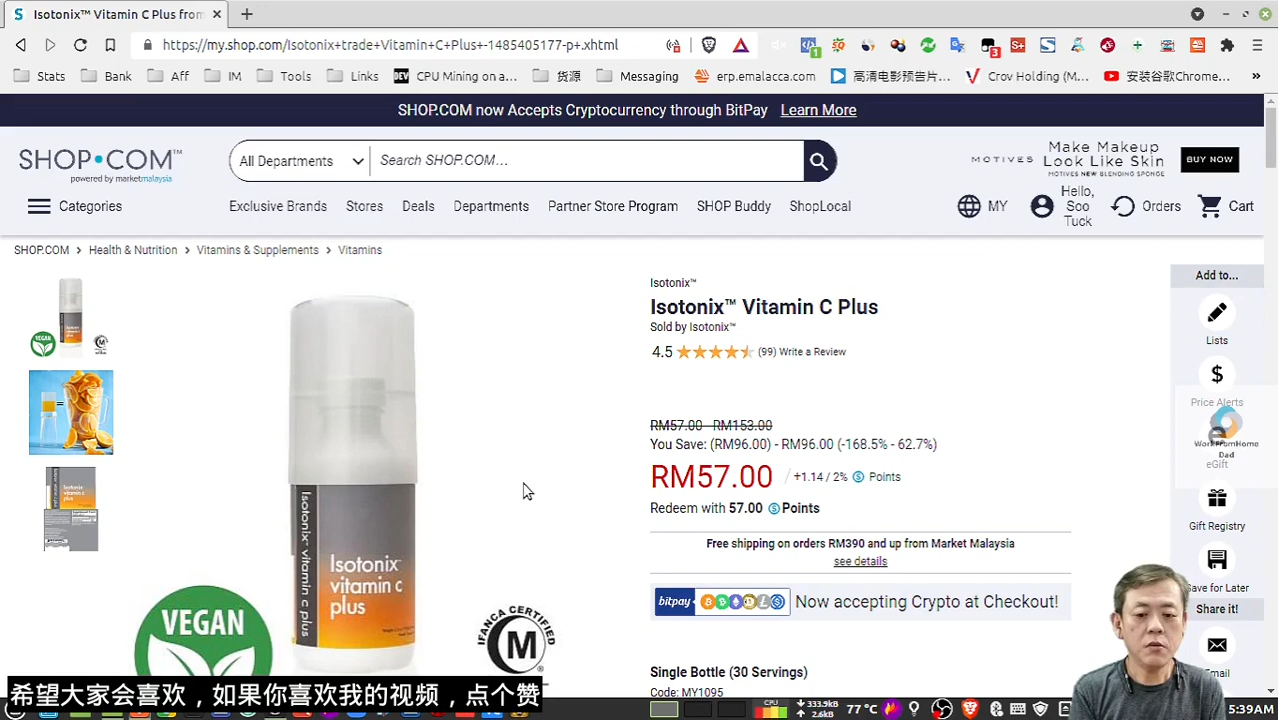 Isotonix™ Vitamin C Plus from
https://my.shop.com/Isotonix+trade+Vitamin+C+Plus+-1485405177-p+.xhtml
Stats
Bank
Aff
IM
Tools
Links
CPU Mining on a...
货源
Messaging
erp.emalacca.com
高清电影预告片...
Crov Holding (M...
安装谷歌Chrome...
SHOP.COM now Accepts Cryptocurrency through BitPay Learn More
SHOP.COM
powered by marketmalaysia
All Departments
Search SHOP.COM...
MOTIVES
Make Makeup
Look Like Skin
MOTIVES NEW BLENDING SPONGE
BUY NOW
Categories
Exclusive Brands
Stores
Deals
Departments
Partner Store Program
SHOP Buddy
ShopLocal
MY
Hello,
Soo
Tuck
Orders
Cart
SHOP.COM
Health & Nutrition
Vitamins & Supplements
Vitamins
Isotonix™
Isotonix™ Vitamin C Plus
Sold by Isotonix™
4.5 (99) Write a Review
RM57.00 - RM153.00
You Save: (RM96.00) - RM96.00 (-168.5% - 62.7%)
RM57.00 / +1.14 / 2% Points
Redeem with 57.00 Points
Free shipping on orders RM390 and up from Market Malaysia
see details
bitpay Now accepting Crypto at Checkout!
Single Bottle (30 Servings)
Code: MY1095
Add to...
Lists
Price Alerts
WorkFromHome
Dad
eGift
Gift Registry
Save for Later
Share it!
Email
VEGAN
Isotonix vitamin c plus
Isotonix
vitamin c
plus
IFANCA CERTIFIED
M
希望大家会喜欢，如果你喜欢我的视频，点个赞
CPU
333.9kB
2.6kB
77 °C
5:39AM